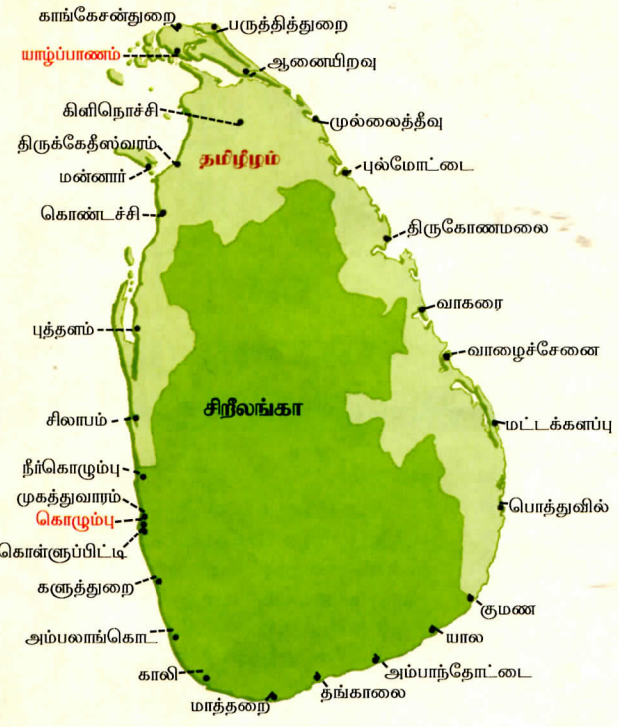 காங்கேசன்துறை
பருத்தித்துறை
யாழ்ப்பாணம்
ஆனையிறவு
கிளிநொச்சி
முல்லைத்தீவு
திருக்கேதீஸ்வரம்
தமிழீழம்
புல்மோட்டை
மன்னார்
கொண்டச்சி
திருகோணமலை
வாகரை
புத்தளம்
வாழைச்சேனை
சிறீலங்கா
சிலாபம்
மட்டக்களப்பு
நீர்கொழும்பு
முகத்துவாரம்
பொத்துவில்
கொழும்பு
கொள்ளுப்பிட்டி
களுத்துறை
குமண
யால
அம்பலாங்கொட
காலி
அம்பாந்தோட்டை
தங்காலை
மாத்தறை